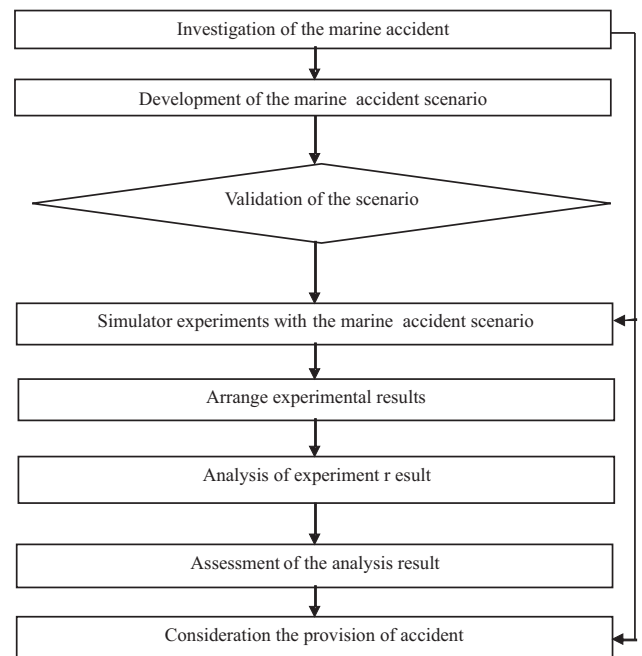 Investigation of the marine accident
Development of the marine accident scenario
Validation of the scenario
Simulator experiments with the marine accident scenario
Arrange experimental results
Analysis of experiment r esult
Assessment of the analysis result
Consideration the provision of accident